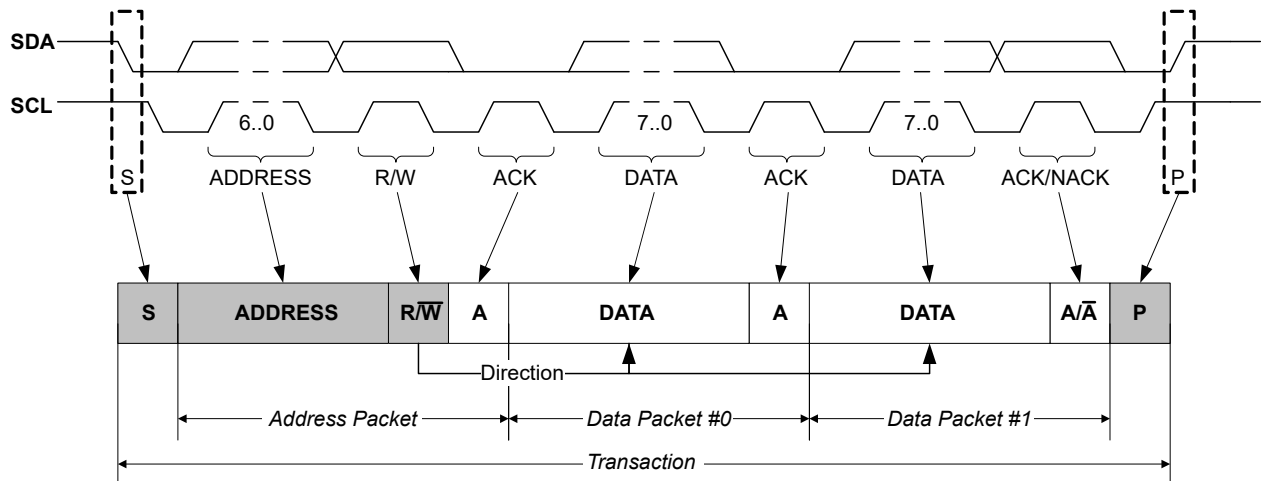 SDA
SCL
6..0 7..0 7..0
S ADDRESS R/W ACK DATA ACK DATA ACK/NACK P
S ADDRESS R/W̅ A DATA A DATA A/A̅ P
Direction
Address Packet Data Packet #0 Data Packet #1
Transaction